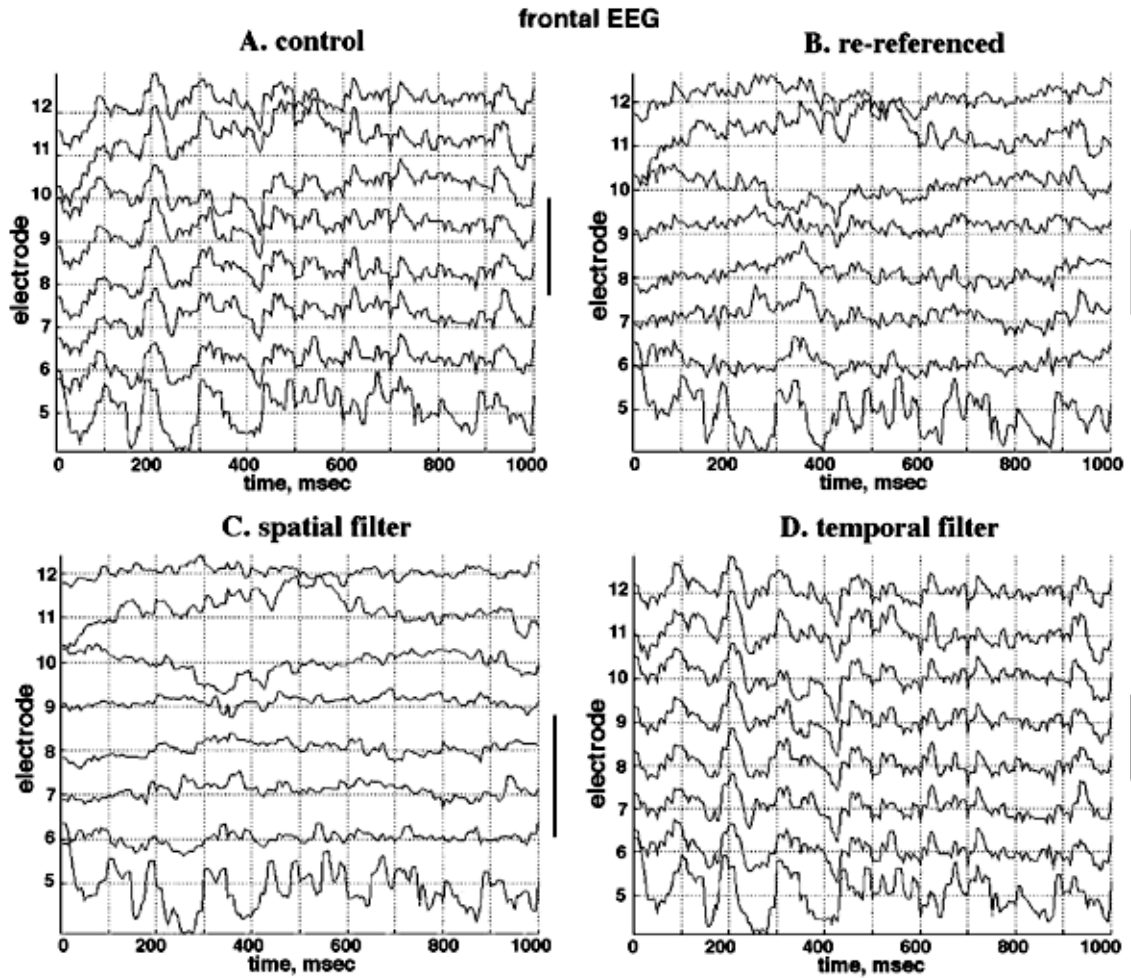 frontal EEG
A. control
B. re-referenced
12
11
10
9
8
7
6
5
electrode
0 200 400 600 800 1000
time, msec
12
11
10
9
8
7
6
5
electrode
0 200 400 600 800 1000
time, msec
C. spatial filter
D. temporal filter
12
11
10
9
8
7
6
5
electrode
0 200 400 600 800 1000
time, msec
12
11
10
9
8
7
6
5
electrode
0 200 400 600 800 1000
time, msec